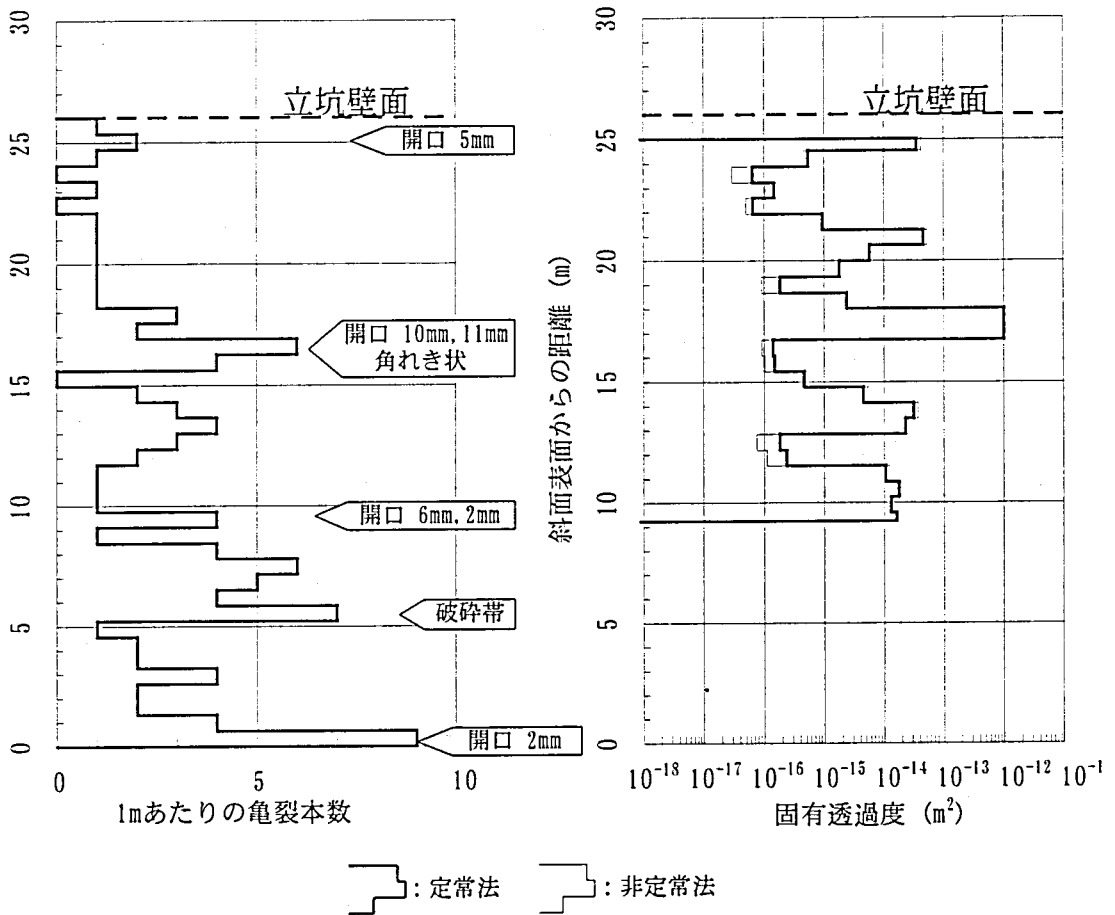 30
25
20
15
10
5
0
立坑壁面
開口 5mm
開口 10mm,11mm
角れき状
開口 6mm,2mm
破砕帯
開口 2mm
0
5
10
1mあたりの亀裂本数
斜面表面からの距離 (m)
30
25
20
15
10
5
0
立坑壁面
10⁻¹⁸ 10⁻¹⁷ 10⁻¹⁶ 10⁻¹⁵ 10⁻¹⁴ 10⁻¹³ 10⁻¹² 10⁻¹
固有透過度 (m²)
: 定常法
: 非定常法